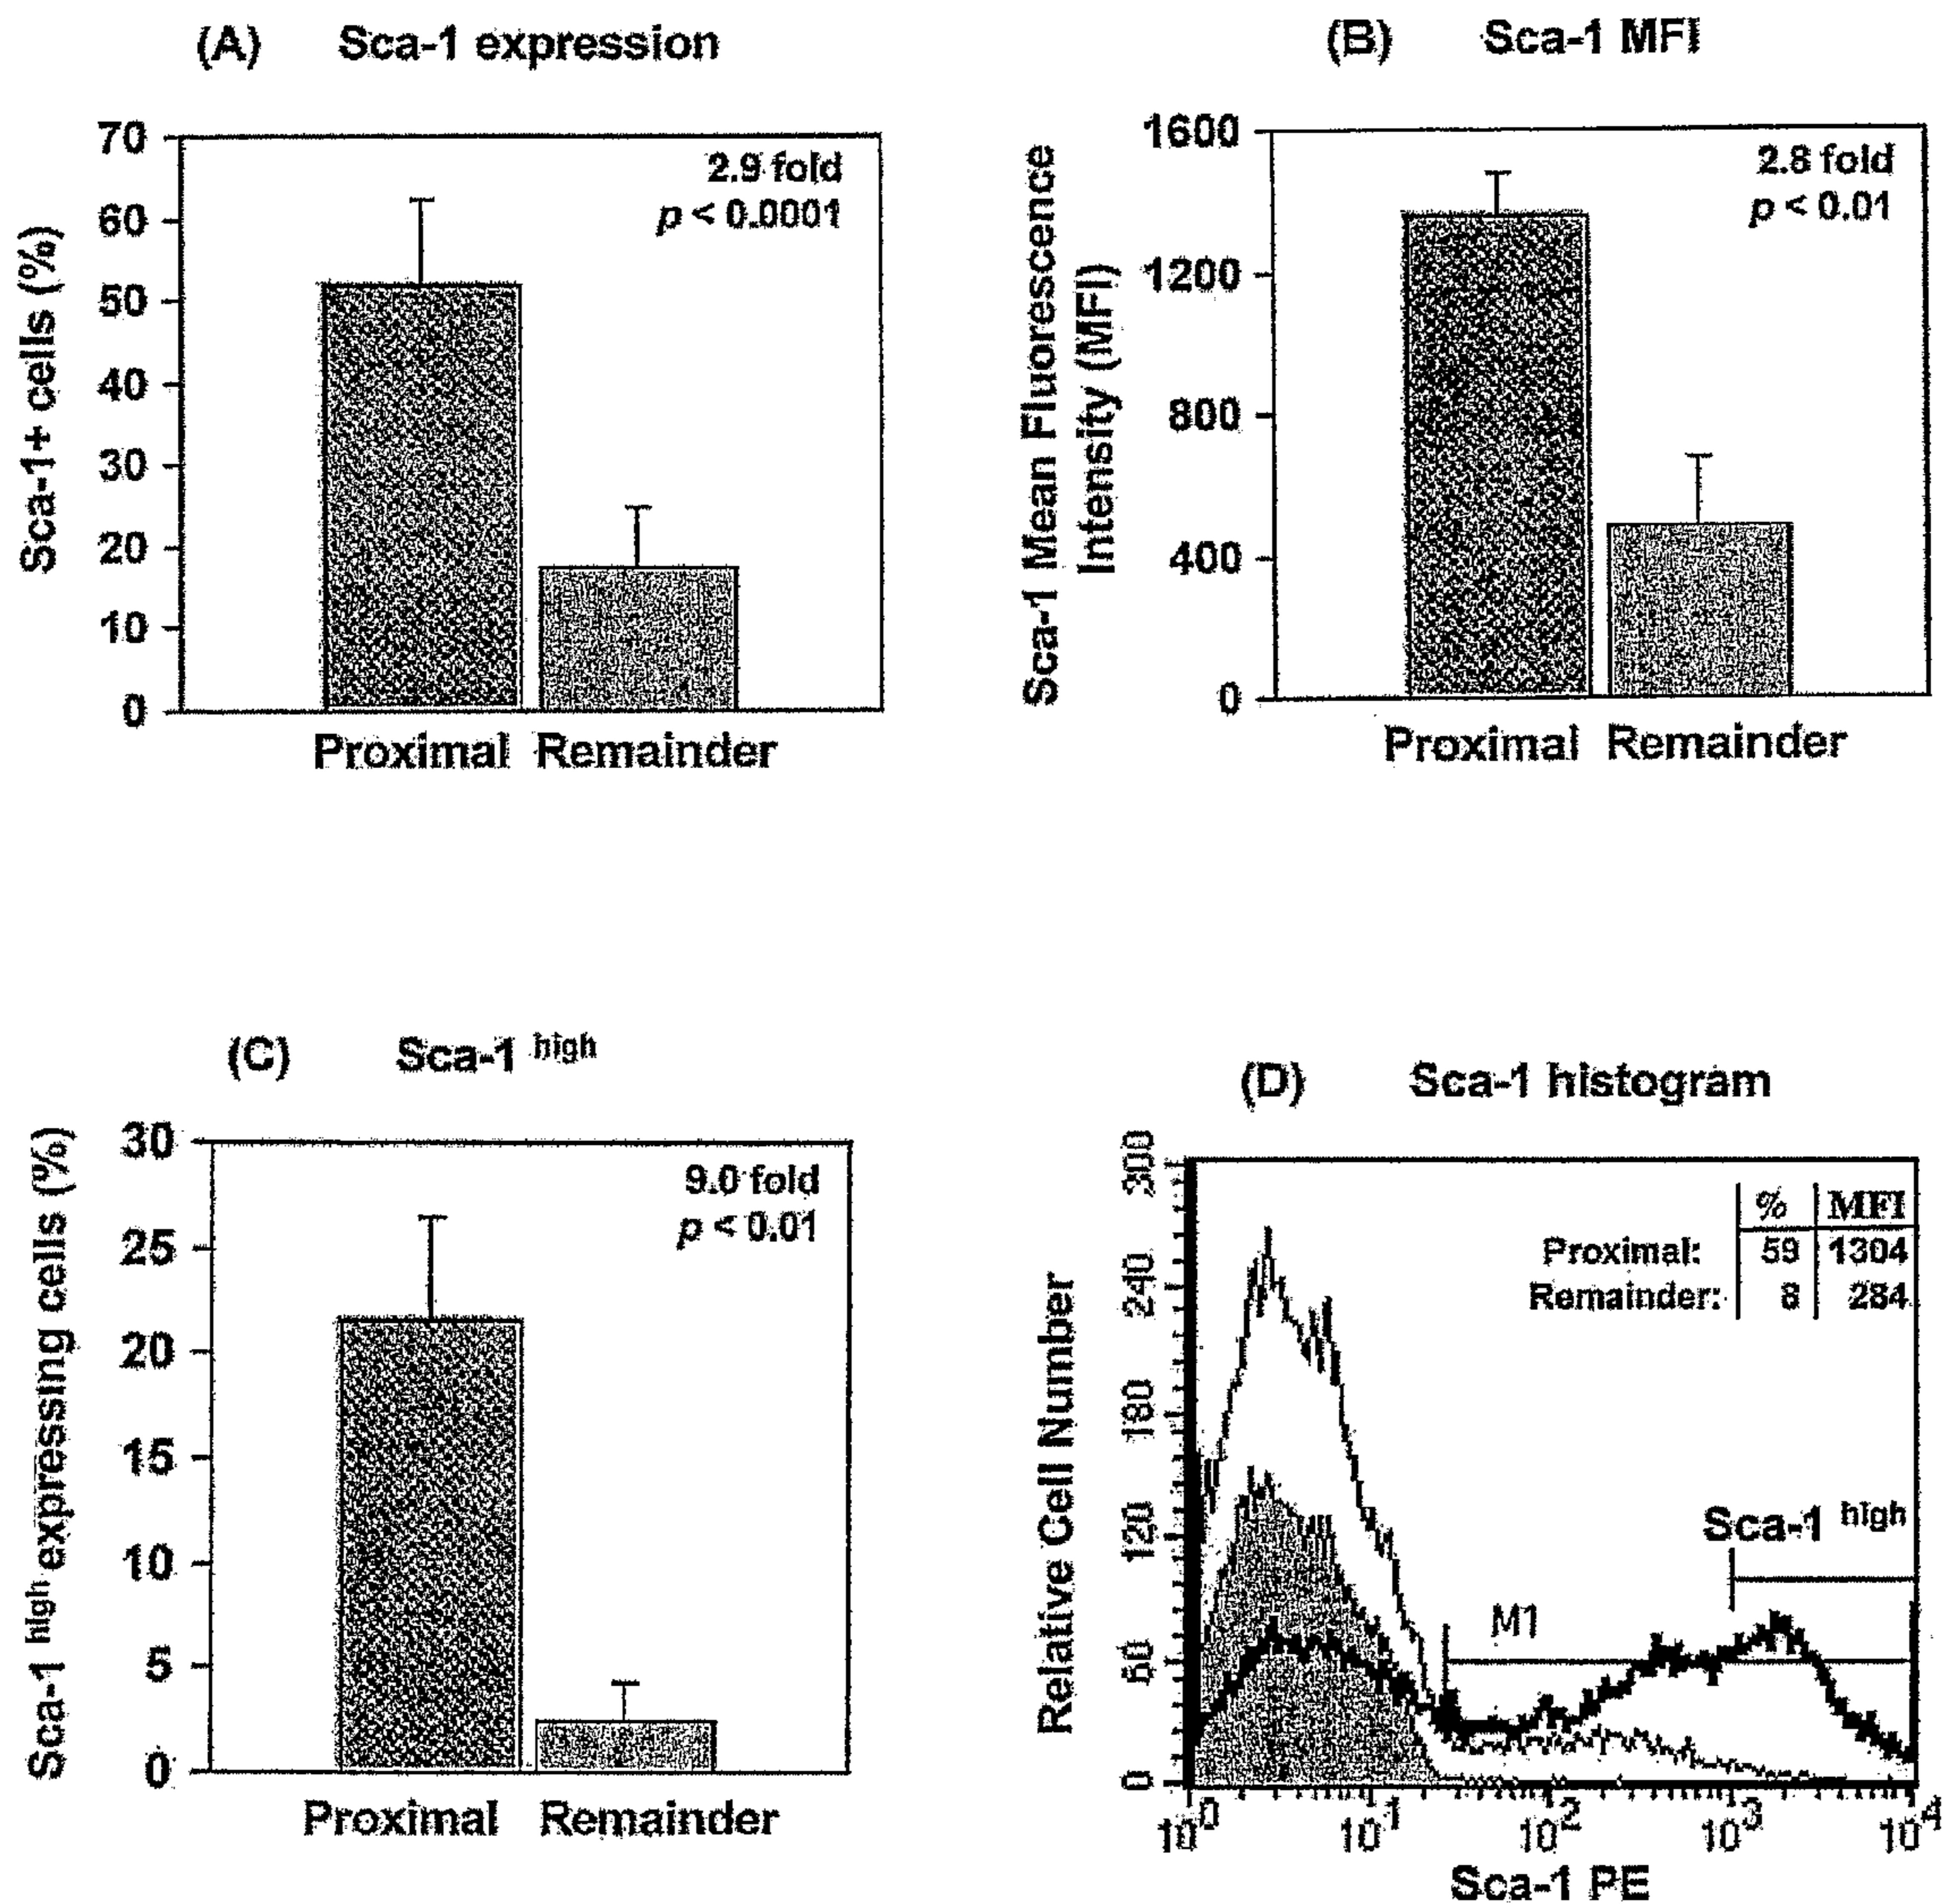 (A) Sca-1 expression
70
60
50
40
30
20
10
0
Sca-1+ cells (%)
2.9 fold
p < 0.0001
Proximal Remainder
(B) Sca-1 MFI
1600
1200
800
400
0
Sca-1 Mean Fluorescence
Intensity (MFI)
2.8 fold
p < 0.01
Proximal Remainder
(C) Sca-1 high
30
25
20
15
10
5
0
Sca-1 high expressing cells (%)
9.0 fold
p < 0.01
Proximal Remainder
(D) Sca-1 histogram
300
240
180
120
60
0
Relative Cell Number
% MFI
Proximal: 59 1304
Remainder: 8 284
Sca-1 high
M1
10^0 10^1 10^2 10^3 10^4
Sca-1 PE